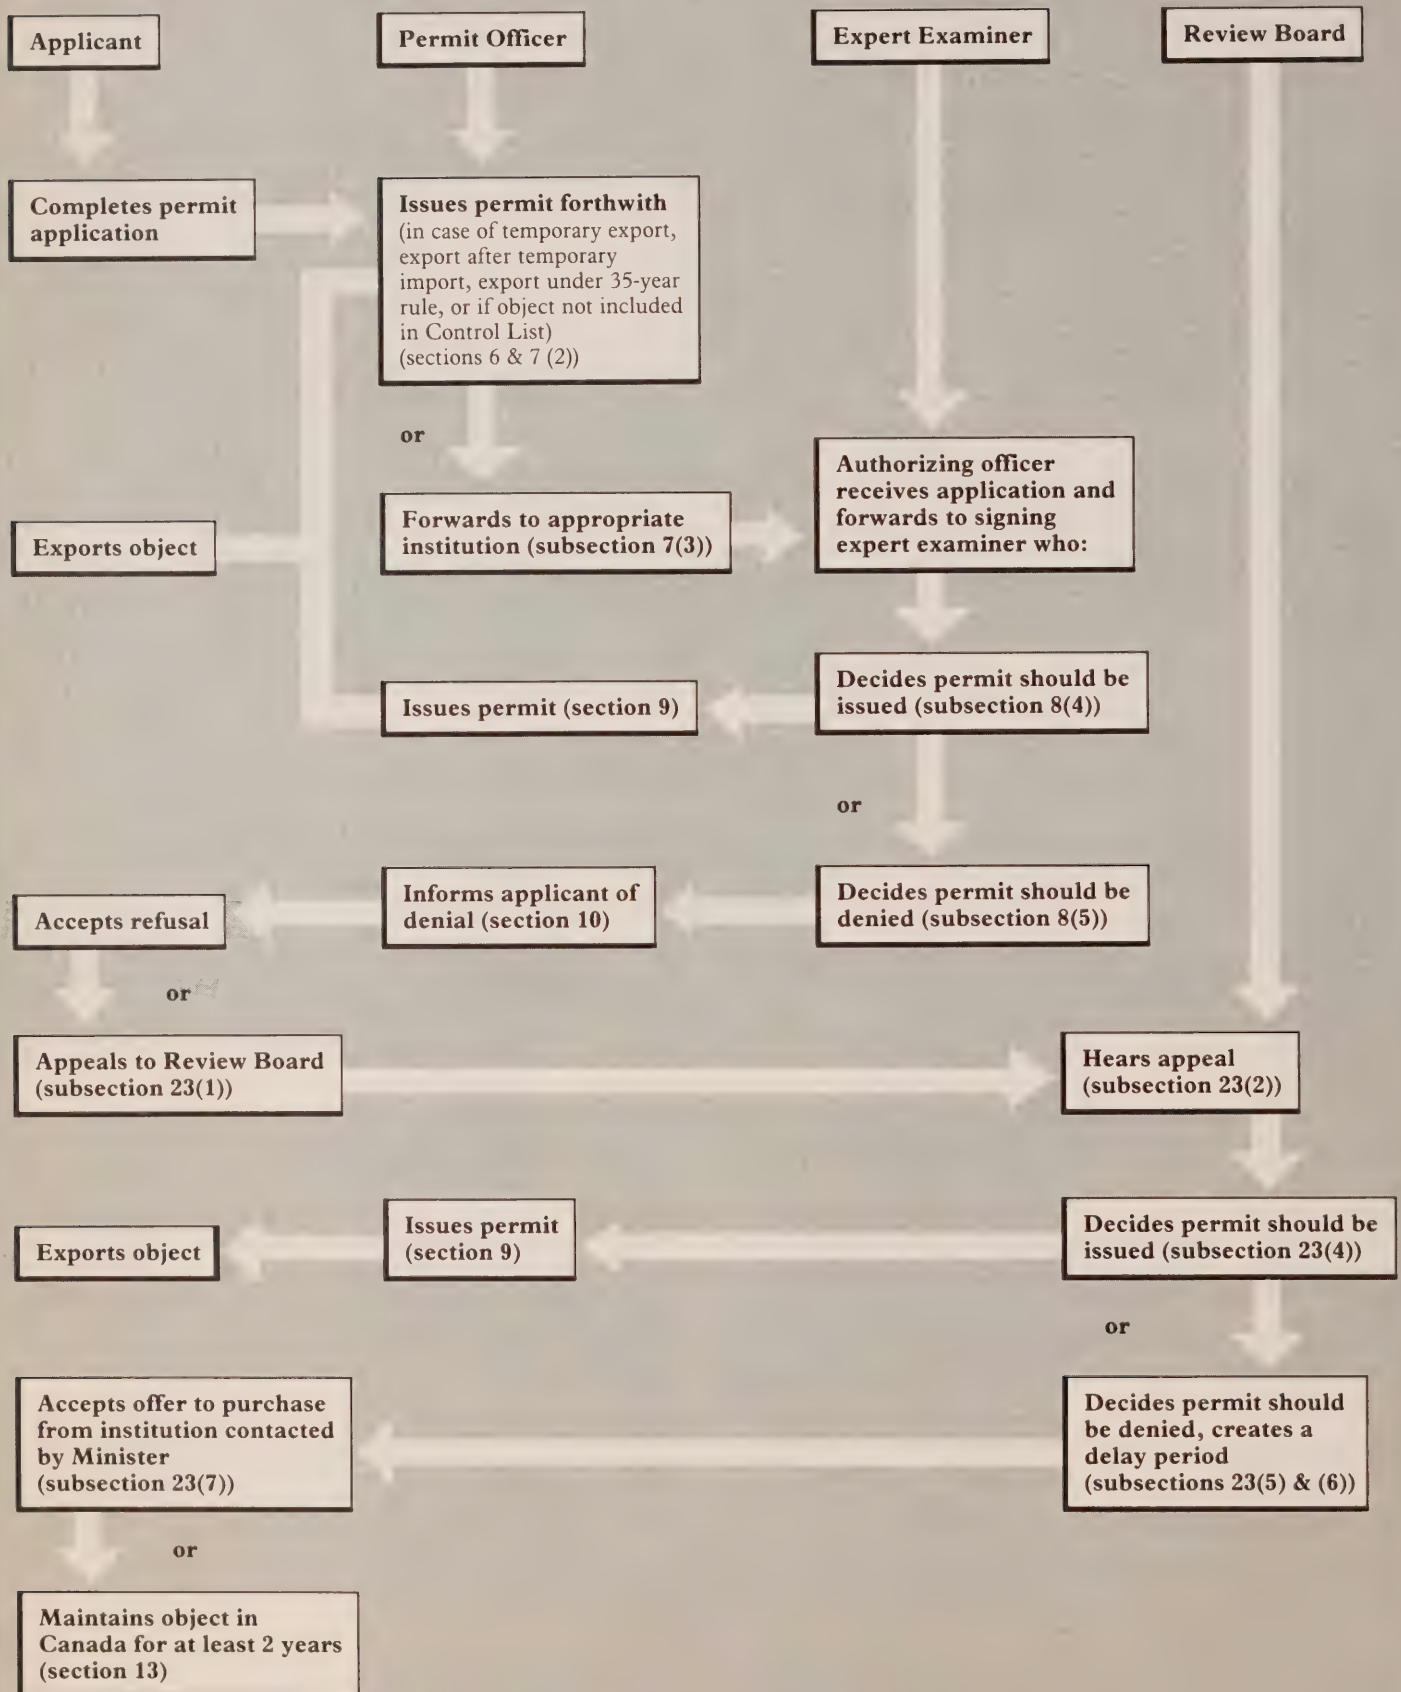 Applicant
Permit Officer
Expert Examiner
Review Board
Completes permit
application
Issues permit forthwith
(in case of temporary export,
export after temporary
import, export under 35-year
rule, or if object not included
in Control List)
(sections 6 & 7 (2))
or
Exports object
Forwards to appropriate
institution (subsection 7(3))
Authorizing officer
receives application and
forwards to signing
expert examiner who:
Issues permit (section 9)
Decides permit should be
issued (subsection 8(4))
or
Accepts refusal
Informs applicant of
denial (section 10)
Decides permit should be
denied (subsection 8(5))
or
Appeals to Review Board
(subsection 23(1))
Hears appeal
(subsection 23(2))
Exports object
Issues permit
(section 9)
Decides permit should be
issued (subsection 23(4))
or
Accepts offer to purchase
from institution contacted
by Minister
(subsection 23(7))
Decides permit should
be denied, creates a
delay period
(subsections 23(5) & (6))
or
Maintains object in
Canada for at least 2 years
(section 13)